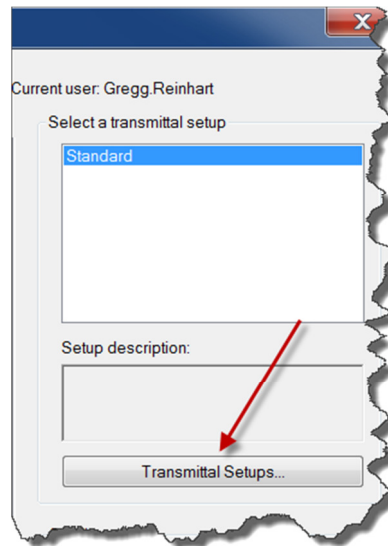 Current user: Gregg.Reinhart
Select a transmittal setup
Standard
Setup description:
Transmittal Setups...